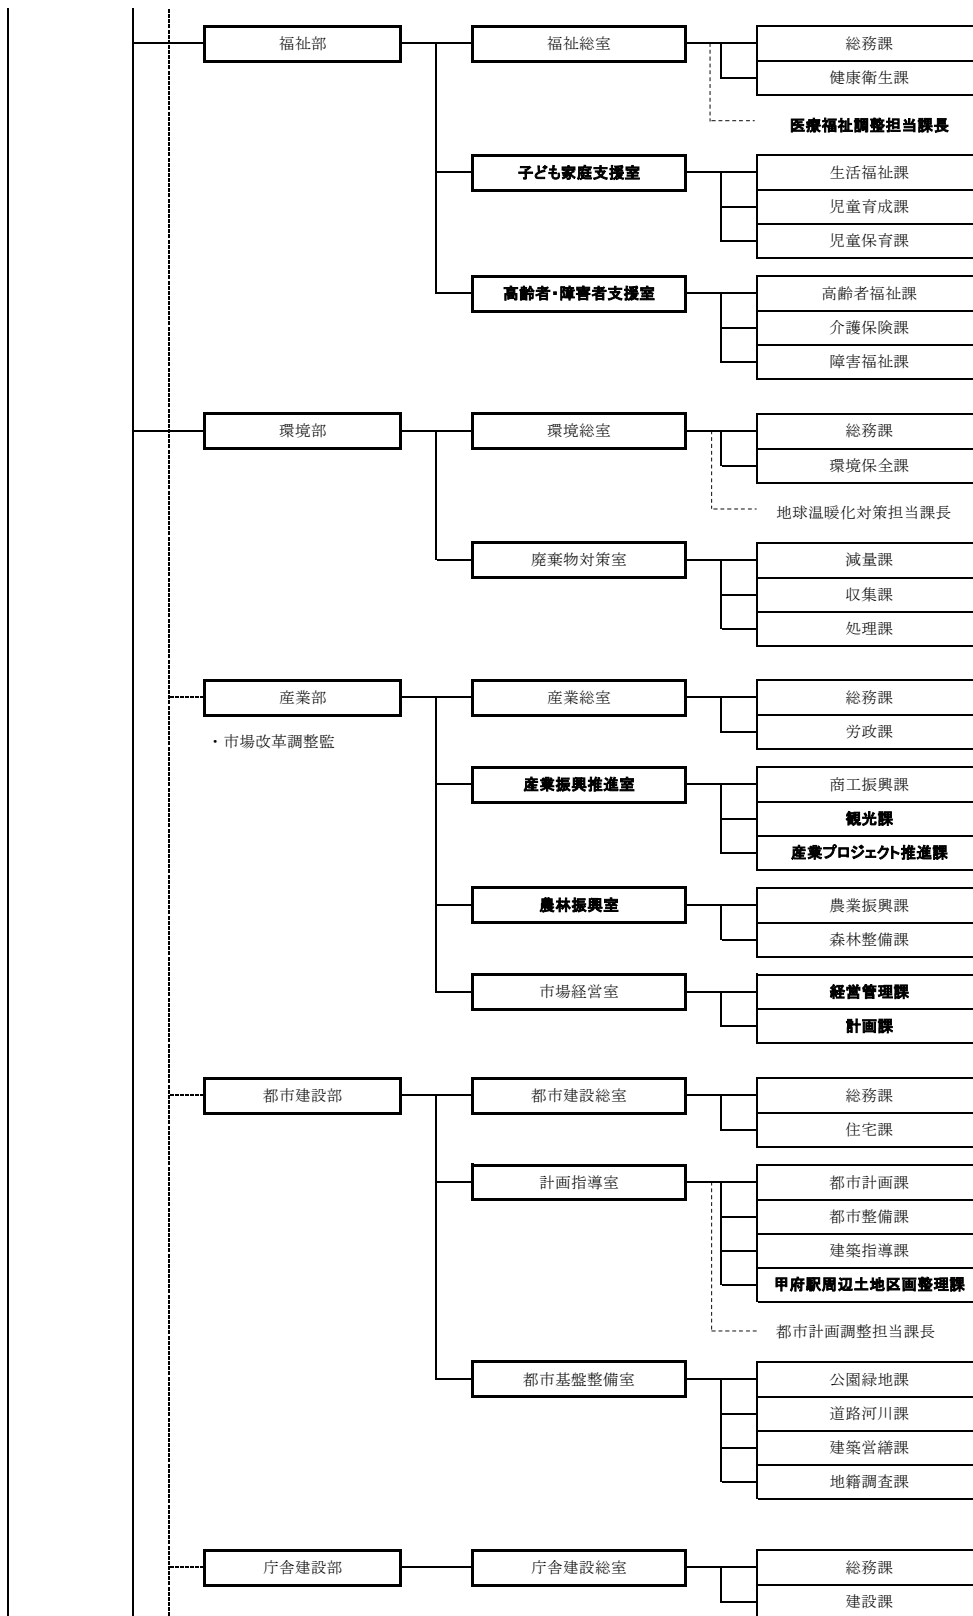 福祉部
福祉総室
総務課
健康衛生課
医療福祉調整担当課長
子ども家庭支援室
生活福祉課
児童育成課
児童保育課
高齢者・障害者支援室
高齢者福祉課
介護保険課
障害福祉課
環境部
環境総室
総務課
環境保全課
地球温暖化対策担当課長
廃棄物対策室
減量課
収集課
処理課
産業部
・市場改革調整監
産業総室
総務課
労政課
産業振興推進室
商工振興課
観光課
産業プロジェクト推進課
農林振興室
農業振興課
森林整備課
市場経営室
経営管理課
計画課
都市建設部
都市建設総室
総務課
住宅課
計画指導室
都市計画課
都市整備課
建築指導課
甲府駅周辺土地区画整理課
都市計画調整担当課長
都市基盤整備室
公園緑地課
道路河川課
建築営繕課
地籍調査課
庁舎建設部
庁舎建設総室
総務課
建設課